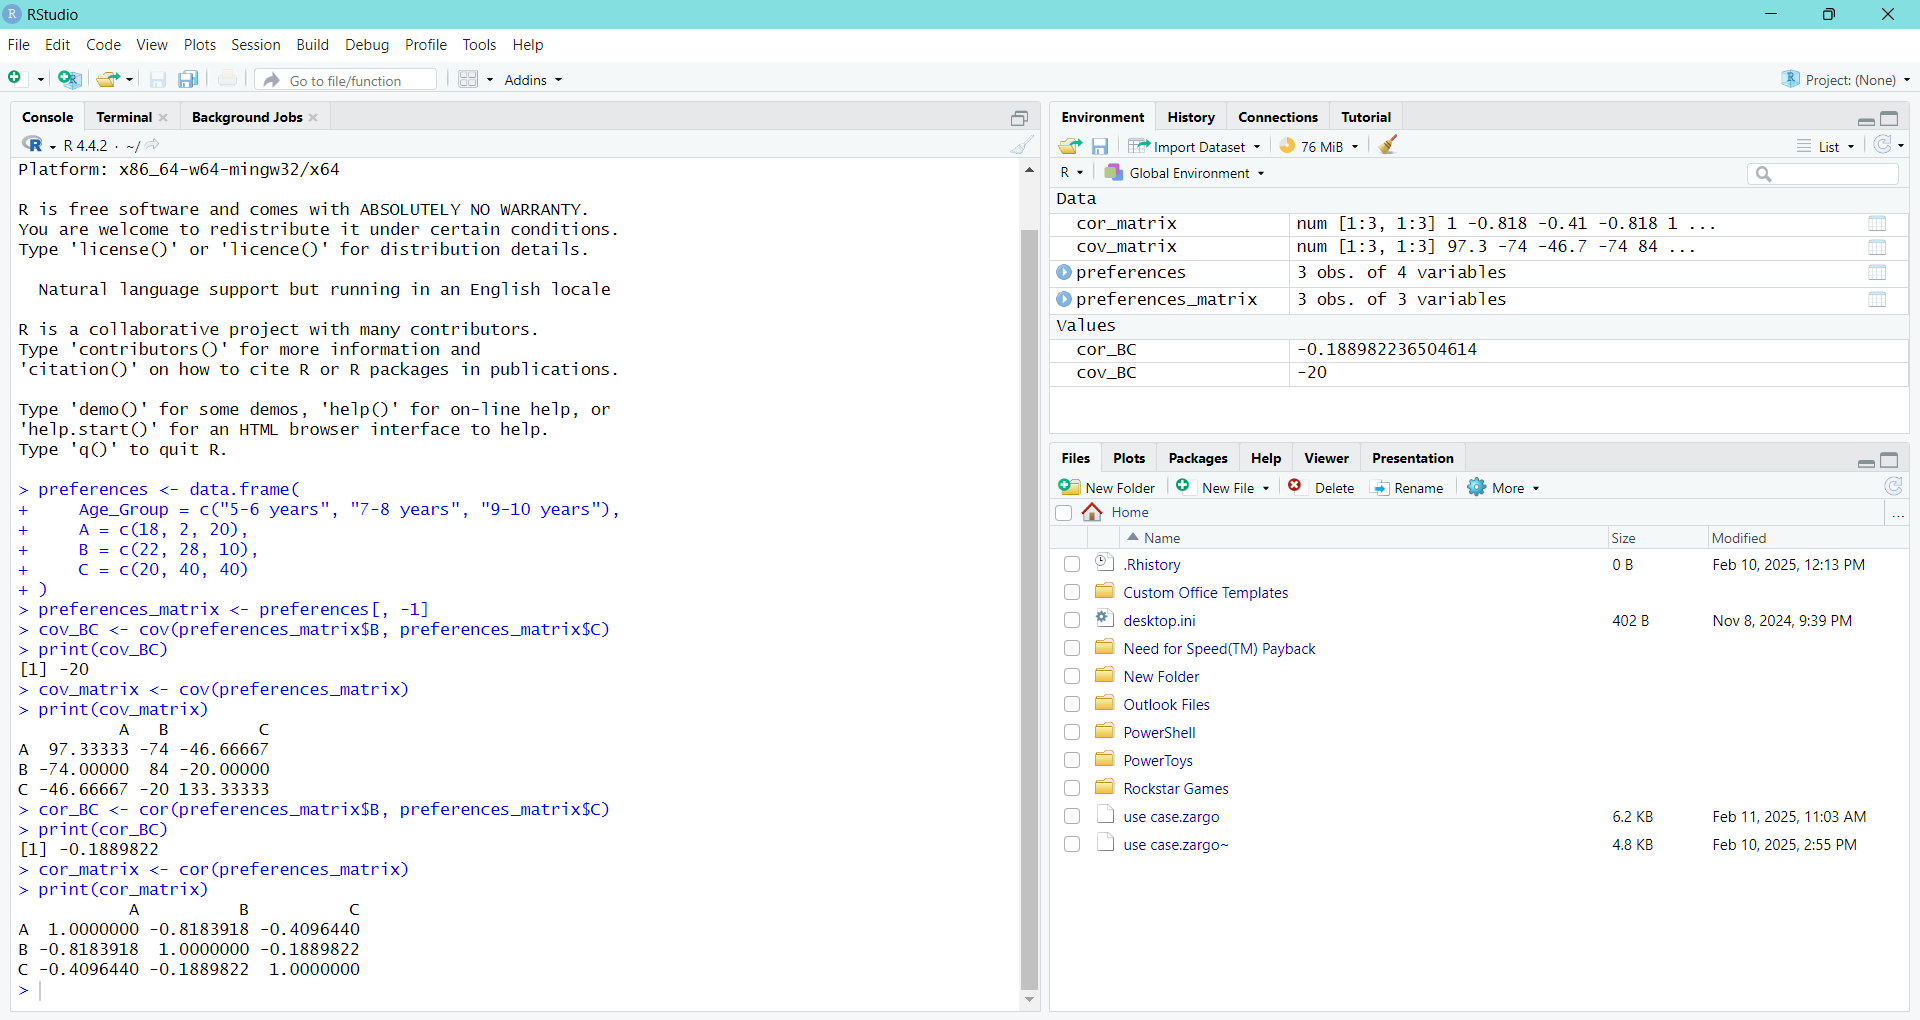 RStudio
File Edit Code View Plots Session Build Debug Profile Tools Help
Go to file/function Addins Project: (None)
Console Terminal Background Jobs
R 4.4.2 · ~/
Platform: x86_64-w64-mingw32/x64
R is free software and comes with ABSOLUTELY NO WARRANTY.
You are welcome to redistribute it under certain conditions.
Type 'license()' or 'licence()' for distribution details.
Natural language support but running in an English locale
R is a collaborative project with many contributors.
Type 'contributors()' for more information and
'citation()' on how to cite R or R packages in publications.
Type 'demo()' for some demos, 'help()' for on-line help, or
'help.start()' for an HTML browser interface to help.
Type 'q()' to quit R.
> preferences <- data.frame(
+     Age_Group = c("5-6 years", "7-8 years", "9-10 years"),
+     A = c(18, 2, 20),
+     B = c(22, 28, 10),
+     C = c(20, 40, 40)
+ )
> preferences_matrix <- preferences[, -1]
> cov_BC <- cov(preferences_matrix$B, preferences_matrix$C)
> print(cov_BC)
[1] -20
> cov_matrix <- cov(preferences_matrix)
> print(cov_matrix)
A B C
A 97.33333 -74 -46.66667
B -74.00000 84 -20.00000
C -46.66667 -20 133.33333
> cor_BC <- cor(preferences_matrix$B, preferences_matrix$C)
> print(cor_BC)
[1] -0.1889822
> cor_matrix <- cor(preferences_matrix)
> print(cor_matrix)
A B C
A 1.0000000 -0.8183918 -0.4096440
B -0.8183918 1.0000000 -0.1889822
C -0.4096440 -0.1889822 1.0000000
>
Environment History Connections Tutorial
Import Dataset 76 MiB List
R Global Environment
Data
cor_matrix num [1:3, 1:3] 1 -0.818 -0.41 -0.818 1 ...
cov_matrix num [1:3, 1:3] 97.3 -74 -46.7 -74 84 ...
preferences 3 obs. of 4 variables
preferences_matrix 3 obs. of 3 variables
Values
cor_BC -0.188982236504614
cov_BC -20
Files Plots Packages Help Viewer Presentation
New Folder New File Delete Rename More
Home ...
Name Size Modified
.Rhistory 0 B Feb 10, 2025, 12:13 PM
Custom Office Templates
desktop.ini 402 B Nov 8, 2024, 9:39 PM
Need for Speed(TM) Payback
New Folder
Outlook Files
PowerShell
PowerToys
Rockstar Games
use case.zargo 6.2 KB Feb 11, 2025, 11:03 AM
use case.zargo~ 4.8 KB Feb 10, 2025, 2:55 PM